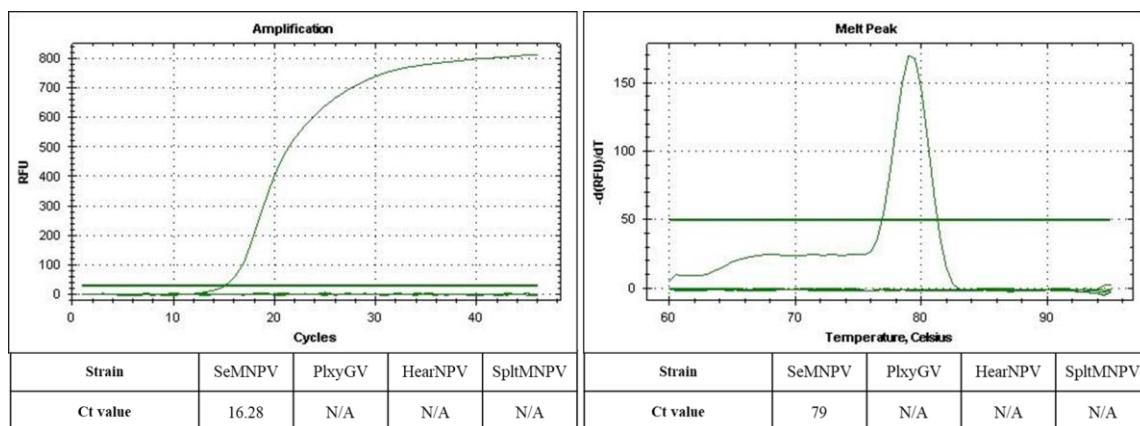 Amplification
800
700
600
500
400
300
200
100
0
RFU
0 10 20 30 40
Cycles
Strain SeMNPV PlxyGV HearNPV SpltMNPV
Ct value 16.28 N/A N/A N/A
Melt Peak
150
100
50
0
-d(RFU)/dT
60 70 80 90
Temperature, Celsius
Strain SeMNPV PlxyGV HearNPV SpltMNPV
Ct value 79 N/A N/A N/A